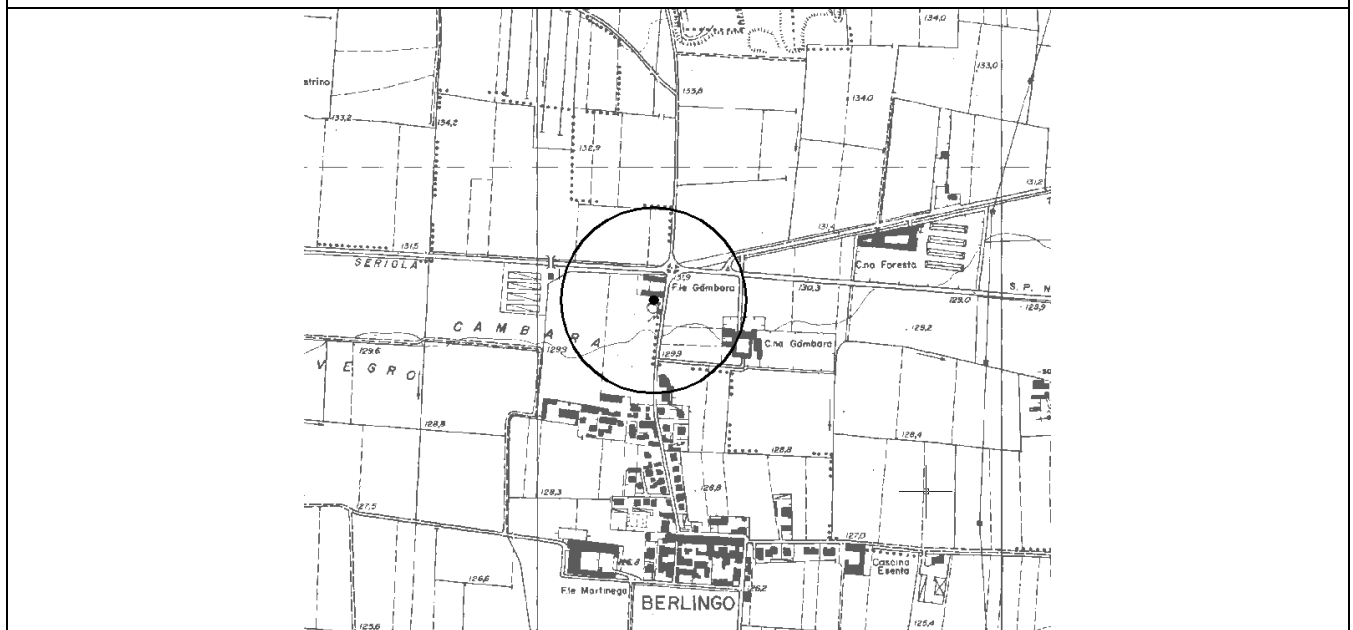 134,0
133,0
strino
133,8
134,0
133,2
134,2
132,9
131,2
131,4
131,5
SERIOLA
C.na Foresta
131,9
F.le Gàmbara
130,3
129,0
S. P. N
128,9
CAMBARA
129,2
129,6
129,9
129,9
C.na Gàmbara
VEGRO
128,8
128,4
128,8
128,3
128,8
127,5
127,0
Cascina
Esenta
126,8
126,6
F.le Martinega
126,2
BERLINGO
125,6
125,4